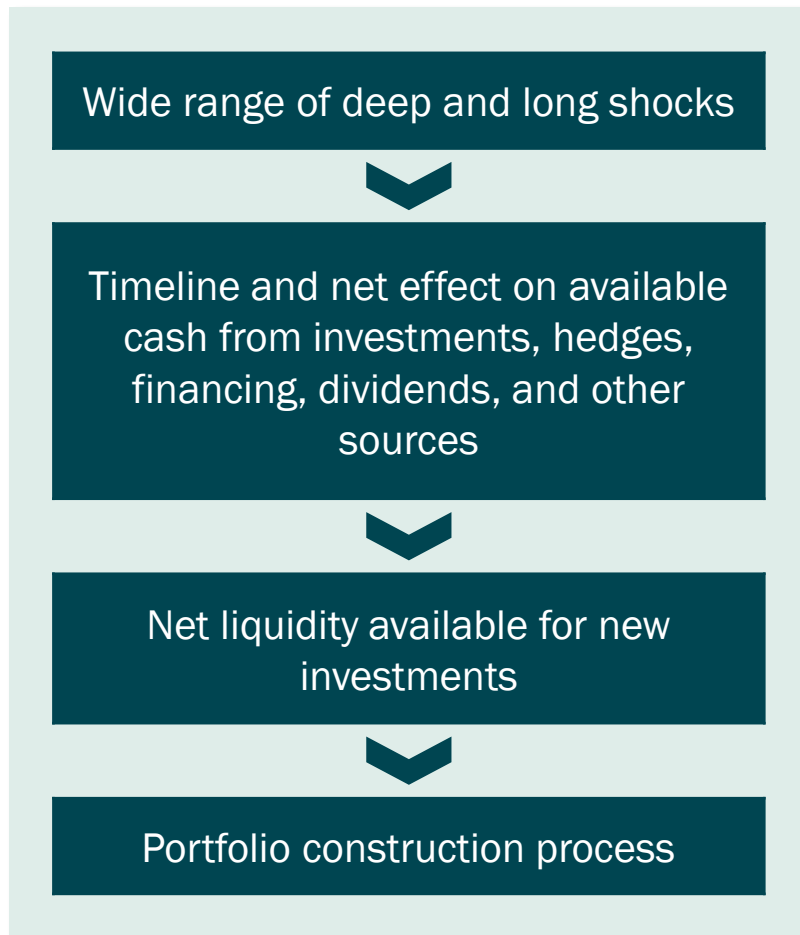 Wide range of deep and long shocks
Timeline and net effect on available
cash from investments, hedges,
financing, dividends, and other
sources
Net liquidity available for new
investments
Portfolio construction process